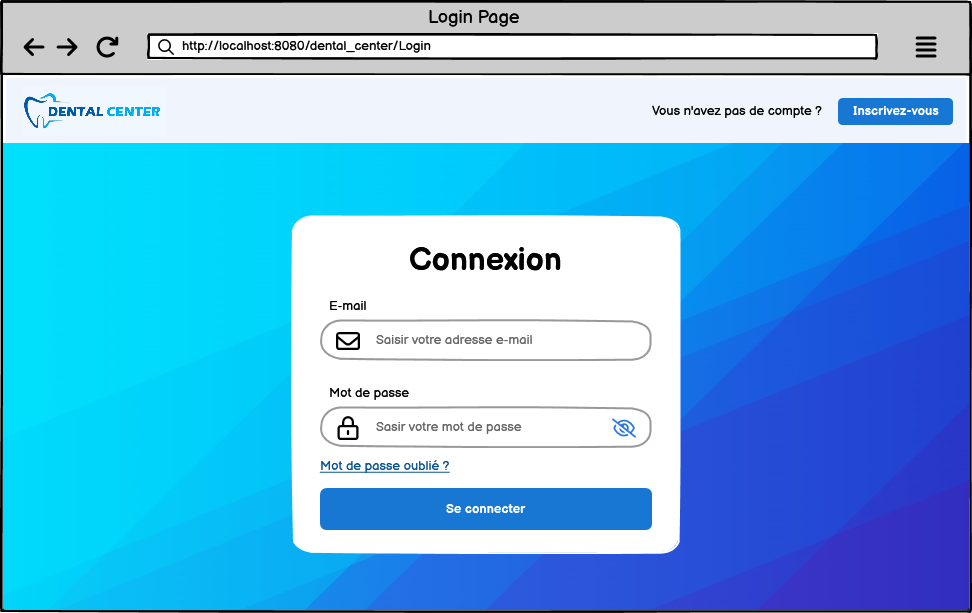 Login Page
http://localhost:8080/dental_center/Login
DENTAL CENTER
Vous n'avez pas de compte ?
Inscrivez-vous
Connexion
E-mail
Saisir votre adresse e-mail
Mot de passe
Sasir votre mot de passe
Mot de passe oublié ?
Se connecter